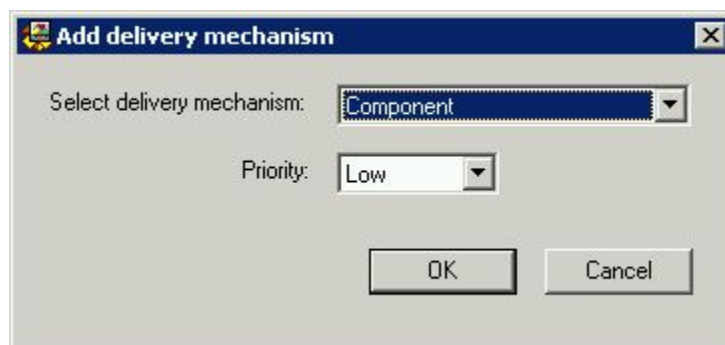 Add delivery mechanism
Select delivery mechanism: Component
Priority: Low
OK Cancel